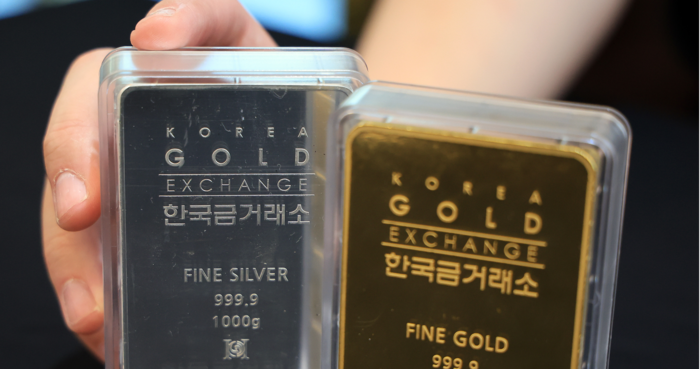 KOREA
GOLD
EXCHANGE
한국금거래소
FINE SILVER
999.9
1000g
KOREA
GOLD
EXCHANGE
한국금거래소
FINE GOLD
999.9